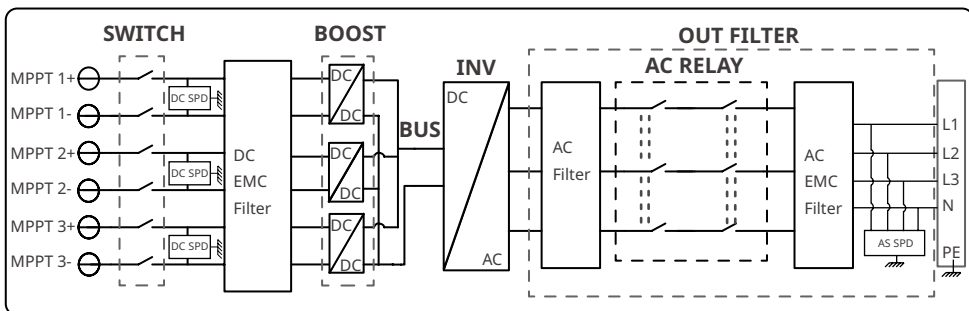 SWITCH
BOOST
OUT FILTER
INV
AC RELAY
MPPT 1+
MPPT 1-
MPPT 2+
MPPT 2-
MPPT 3+
MPPT 3-
DC SPD
DC SPD
DC SPD
DC
EMC
Filter
DC
DC
DC
DC
DC
DC
BUS
DC
AC
AC
Filter
AC
EMC
Filter
L1
L2
L3
N
PE
AS SPD